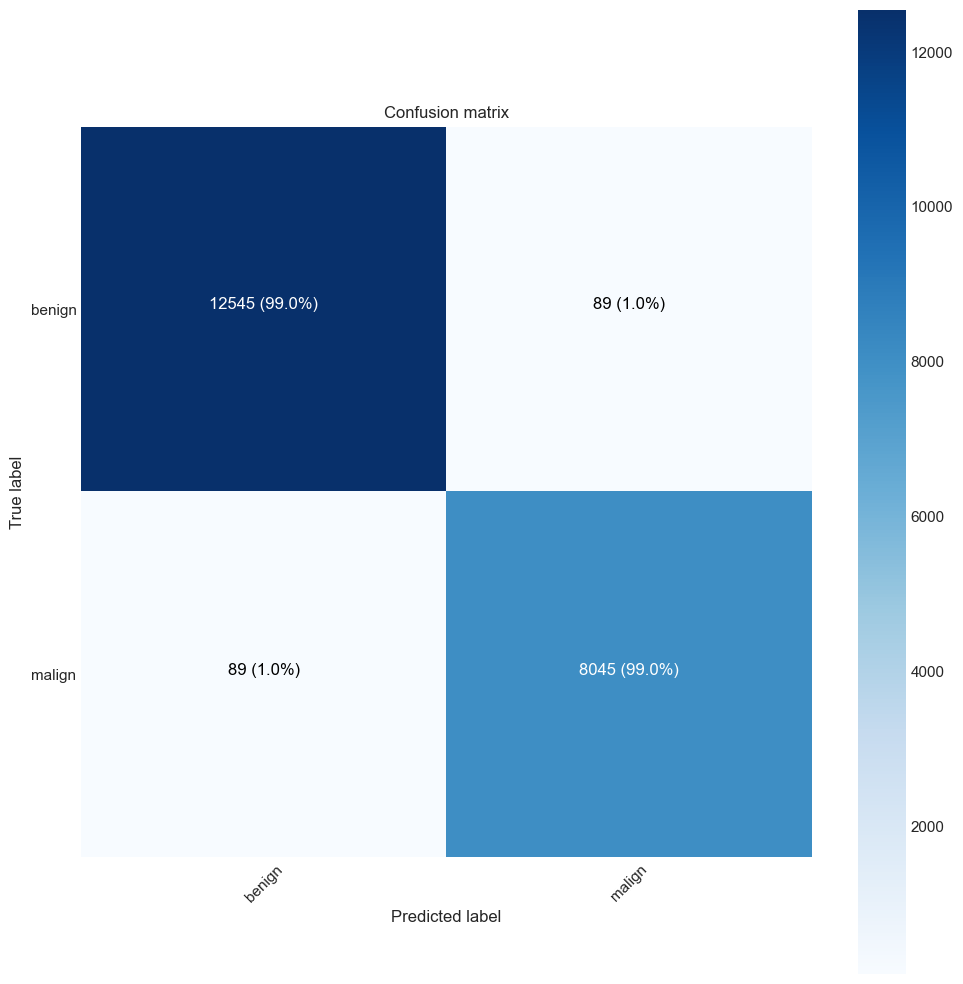 Confusion matrix
12000
10000
8000
6000
4000
2000
True label
benign
12545 (99.0%)
89 (1.0%)
malign
89 (1.0%)
8045 (99.0%)
benign
malign
Predicted label